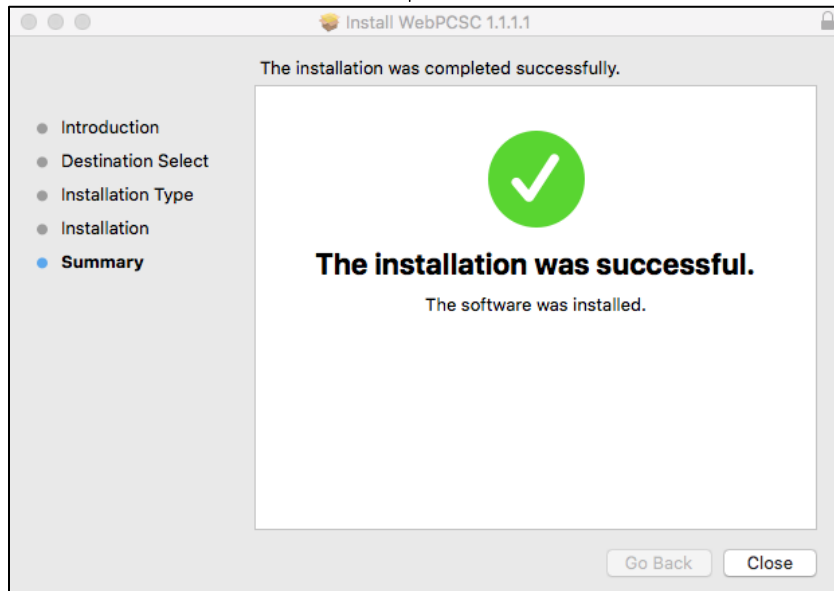 Install WebPCSC 1.1.1.1
The installation was completed successfully.
Introduction
Destination Select
Installation Type
Installation
Summary
The installation was successful.
The software was installed.
Go Back
Close